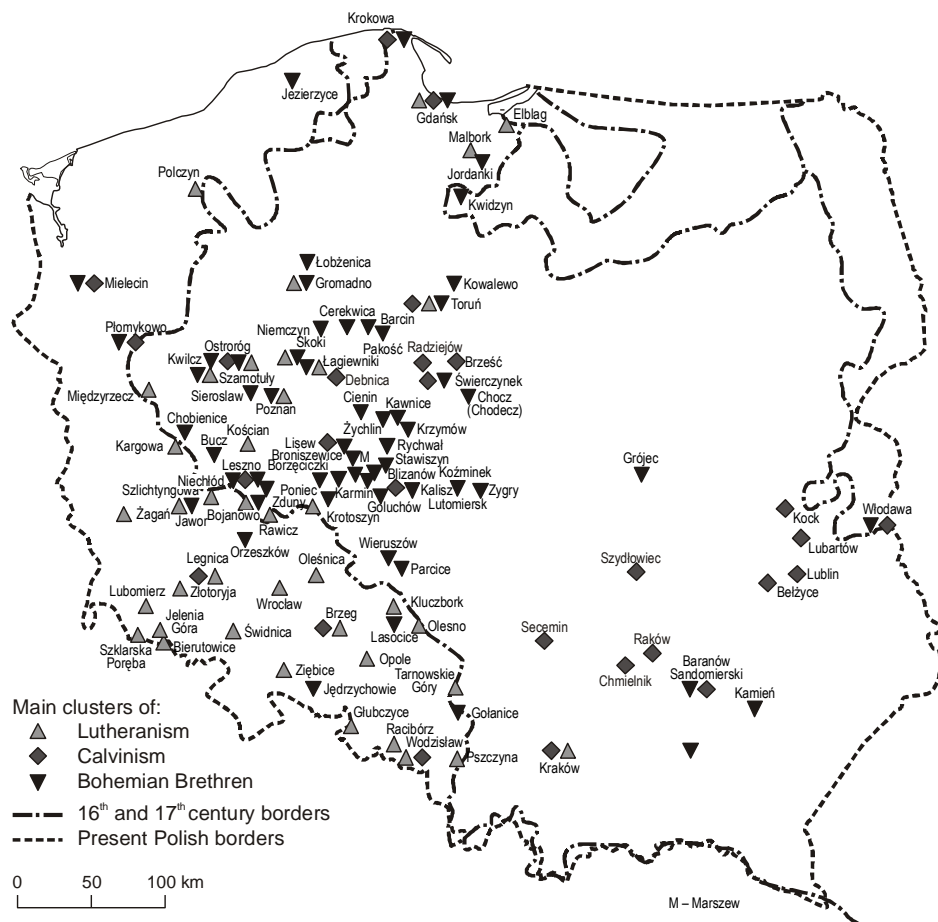 Krokowa
Jezierzyce
Gdańsk
Elbląg
Malbork
Jordanki
Polczyn
Kwidzyn
Łobżenica
Mielecin
Gromadno
Kowalewo
Cerekwica
Barcin
Toruń
Płomykowo
Niemczyn
Pakość
Radziejów
Skoki
Ostroróg
Brześć
Kwilcz
Łagiewniki
Szamotuły
Debnica
Świerczynek
Międzyrzecz
Sieroslaw
Poznan
Cienin
Kawnice
Chocz
(Chodecz)
Chobienice
Kościan
Żychlin
Krzymów
Kargowa
Bucz
Lisew
Rychwał
Broniszewice
M
Stawiszyn
Grójec
Leszno
Borzęciczki
Blizanów
Koźminek
Niechłód
Szlichtyngowa
Poniec
Karmin
Kalisz
Zygry
Żagań
Jawor
Bojanowo
Zduny
Gołuchów
Lutomiersk
Kock
Włodawa
Rawicz
Krotoszyn
Orzeszków
Lubartów
Wieruszów
Legnica
Oleśnica
Szydłowiec
Parcice
Lublin
Lubomierz
Złotoryja
Wrocław
Bełżyce
Kluczbork
Jelenia
Góra
Brzeg
Świdnica
Lasocice
Olesno
Secemin
Szklarska
Poręba
Bierutowice
Raków
Opole
Chmielnik
Baranów
Sandomierski
Ziębice
Tarnowskie
Góry
Jędrzychowie
Kamień
Gołanice
Głubczyce
Racibórz
Wodzisław
Pszczyna
Kraków
Main clusters of:
Lutheranism
Calvinism
Bohemian Brethren
16th and 17th century borders
Present Polish borders
0 50 100 km
M – Marszew